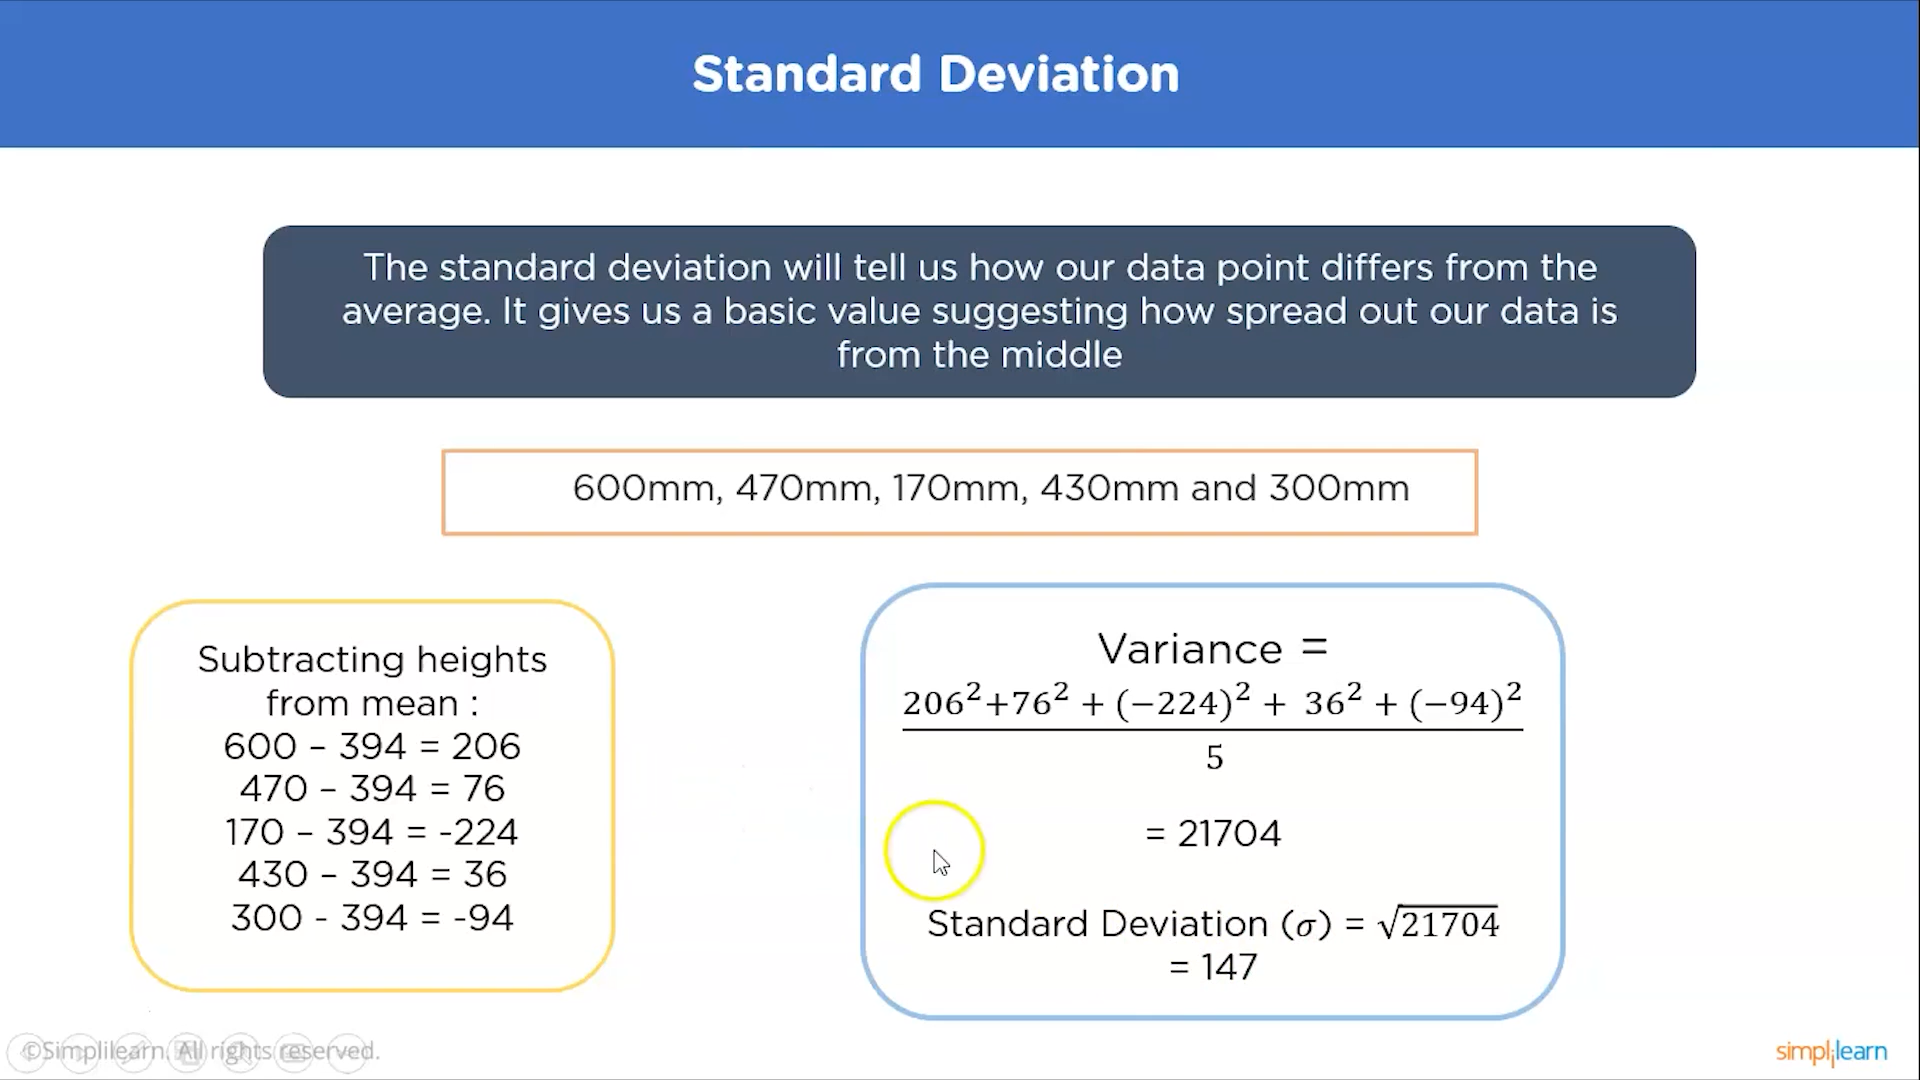 Standard Deviation
The standard deviation will tell us how our data point differs from the
average. It gives us a basic value suggesting how spread out our data is
from the middle
600mm, 470mm, 170mm, 430mm and 300mm
Subtracting heights
from mean :
600 – 394 = 206
470 – 394 = 76
170 – 394 = -224
430 – 394 = 36
300 - 394 = -94
Variance =
206²+76² + (−224)² + 36² + (−94)²
5
= 21704
Standard Deviation (σ) = √21704
= 147
©Simplilearn. All rights reserved.
simplilearn